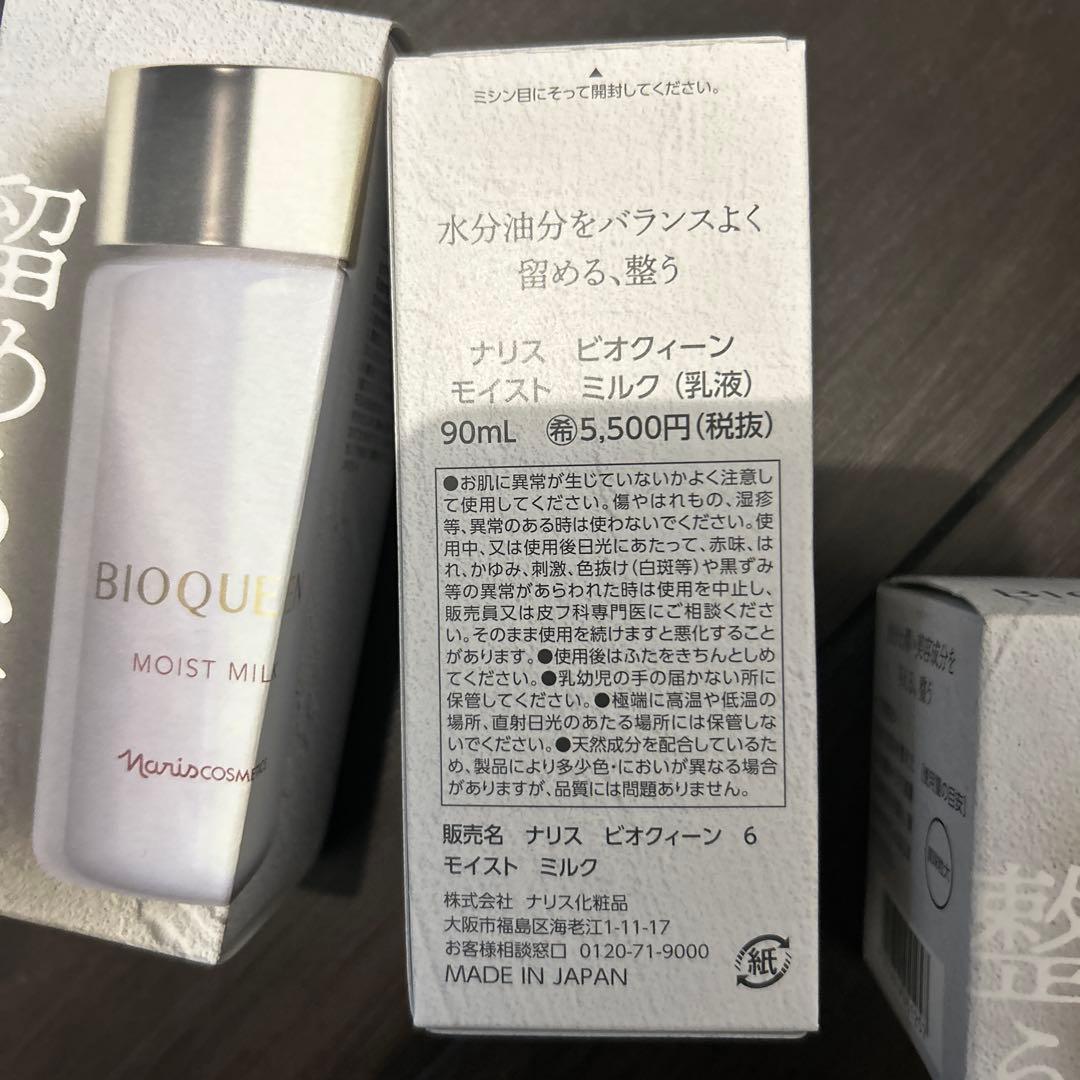 留め
BIOQUEEN
MOIST MILK
Naris COSMETICS
ミシン目にそって開封してください。
水分油分をバランスよく
留める、整う
ナリス ビオクィーン
モイスト ミルク（乳液）
90mL ㊕5,500円（税抜）
●お肌に異常が生じていないかよく注意し
て使用してください。傷やはれもの、湿疹
等、異常のある時は使わないでください。使
用中、又は使用後日光にあたって、赤味、は
れ、かゆみ、刺激、色抜け（白斑等）や黒ずみ
等の異常があらわれた時は使用を中止し、
販売員又は皮フ科専門医にご相談くださ
い。そのまま使用を続けますと悪化すること
があります。●使用後はふたをきちんとしめ
てください。●乳幼児の手の届かない所に
保管してください。●極端に高温や低温の
場所、直射日光のあたる場所には保管しな
いでください。●天然成分を配合しているた
め、製品により多少色・においが異なる場合
がありますが、品質には問題ありません。
販売名 ナリス ビオクィーン 6
モイスト ミルク
株式会社 ナリス化粧品
大阪市福島区海老江1-11-17
お客様相談窓口 0120-71-9000
MADE IN JAPAN
紙
美容成分を
整う
［使用量の目安］
整う